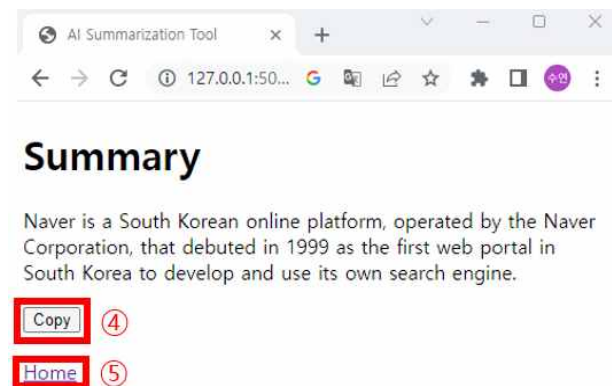 AI Summarization Tool
127.0.0.1:50...
수연
Summary
Naver is a South Korean online platform, operated by the Naver
Corporation, that debuted in 1999 as the first web portal in
South Korea to develop and use its own search engine.
Copy ④
Home ⑤